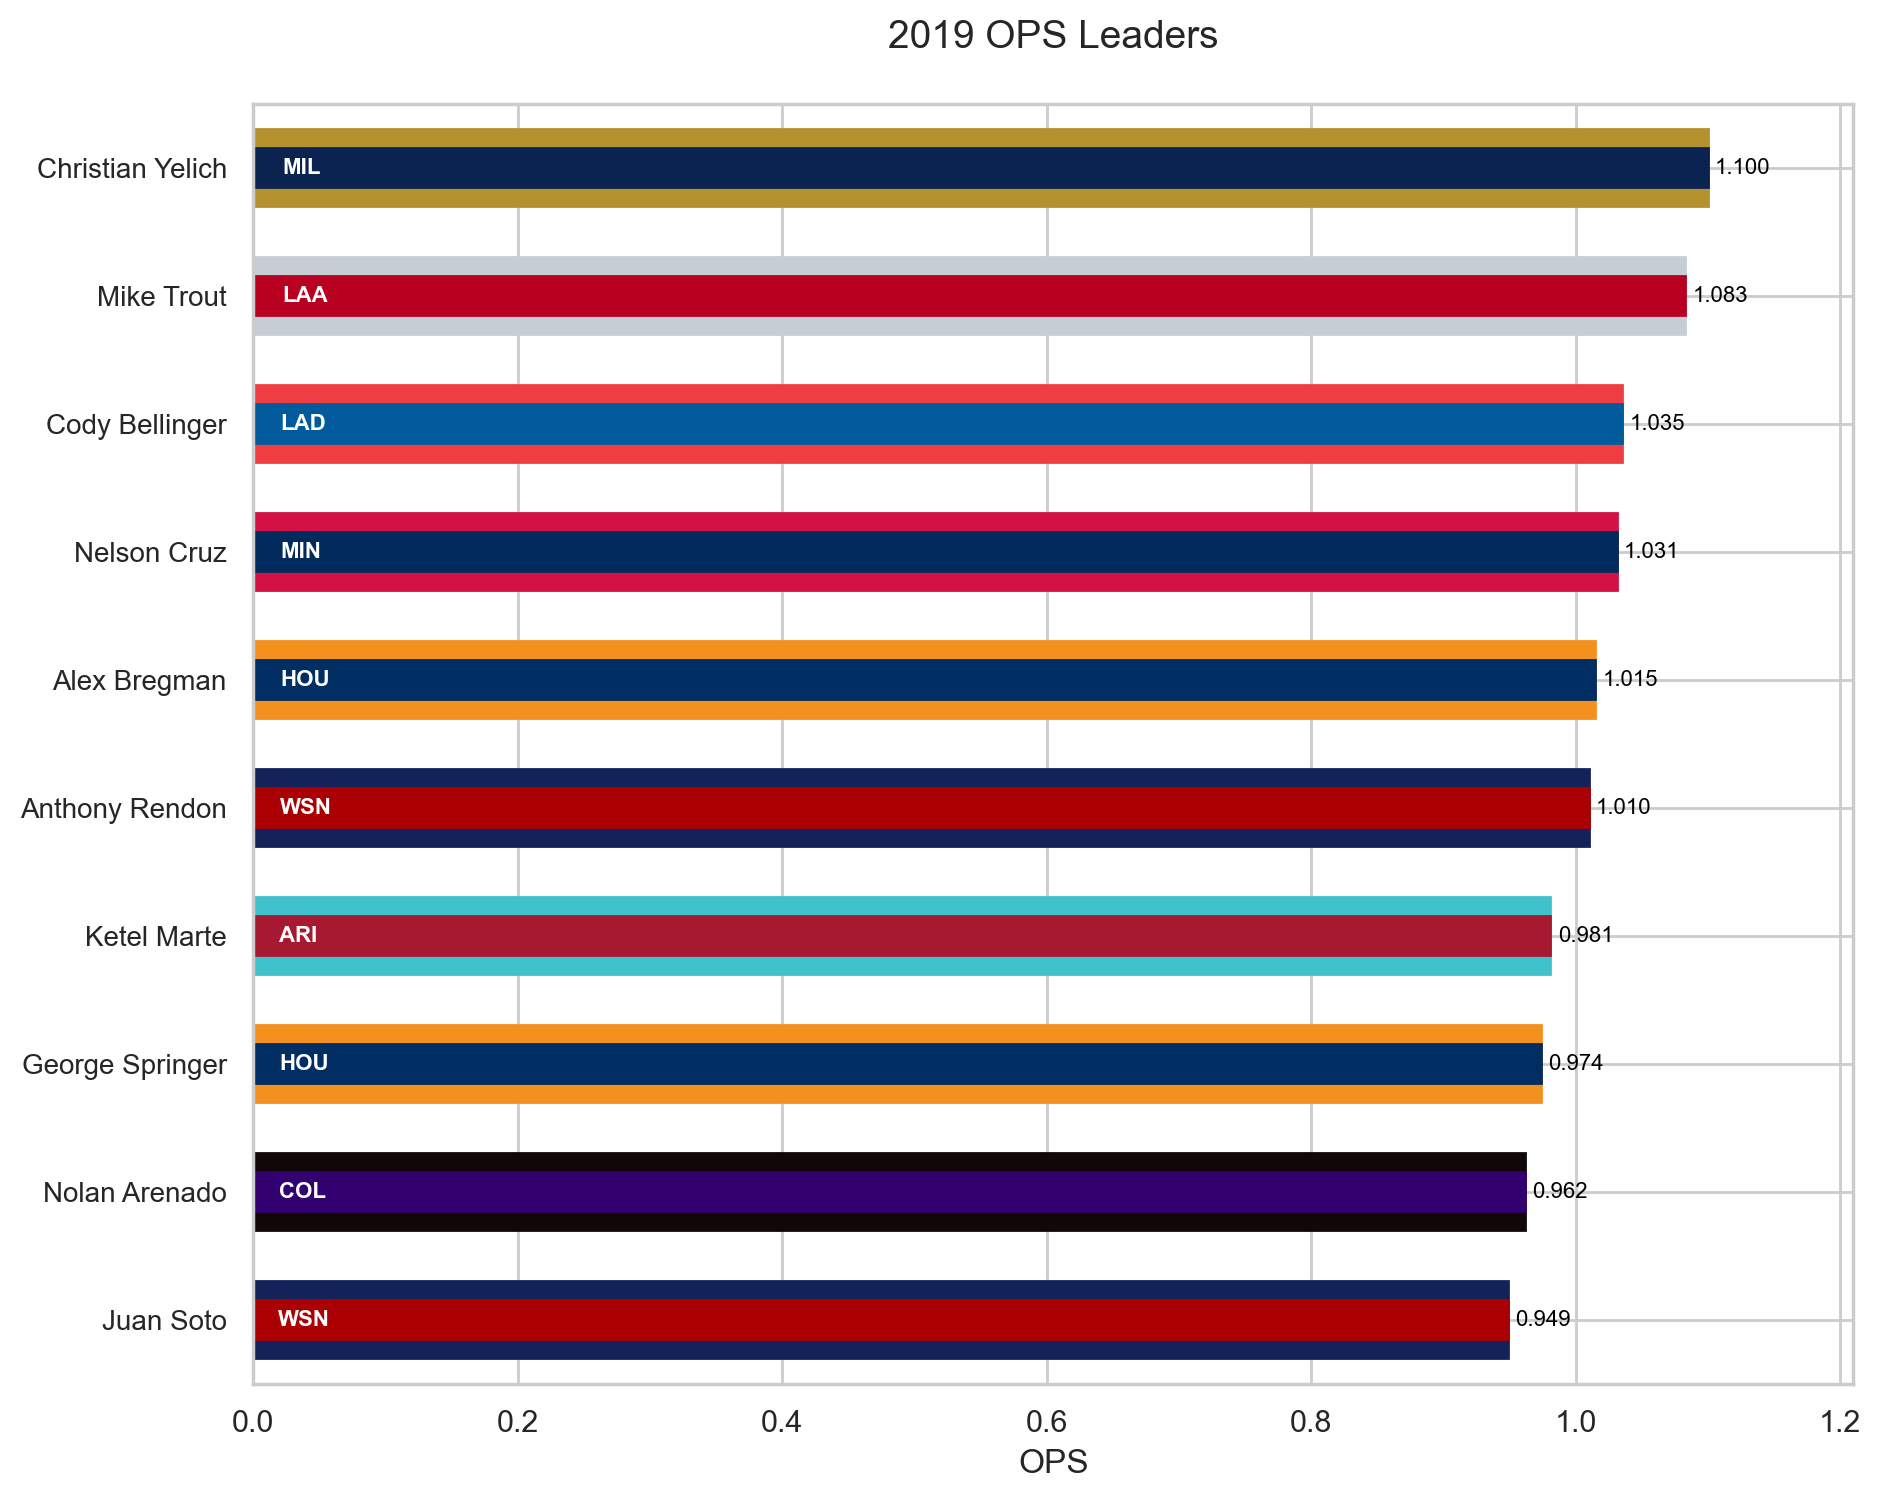 2019 OPS Leaders
Christian Yelich MIL 1.100
Mike Trout LAA 1.083
Cody Bellinger LAD 1.035
Nelson Cruz MIN 1.031
Alex Bregman HOU 1.015
Anthony Rendon WSN 1.010
Ketel Marte ARI 0.981
George Springer HOU 0.974
Nolan Arenado COL 0.962
Juan Soto WSN 0.949
0.0 0.2 0.4 0.6 0.8 1.0 1.2
OPS